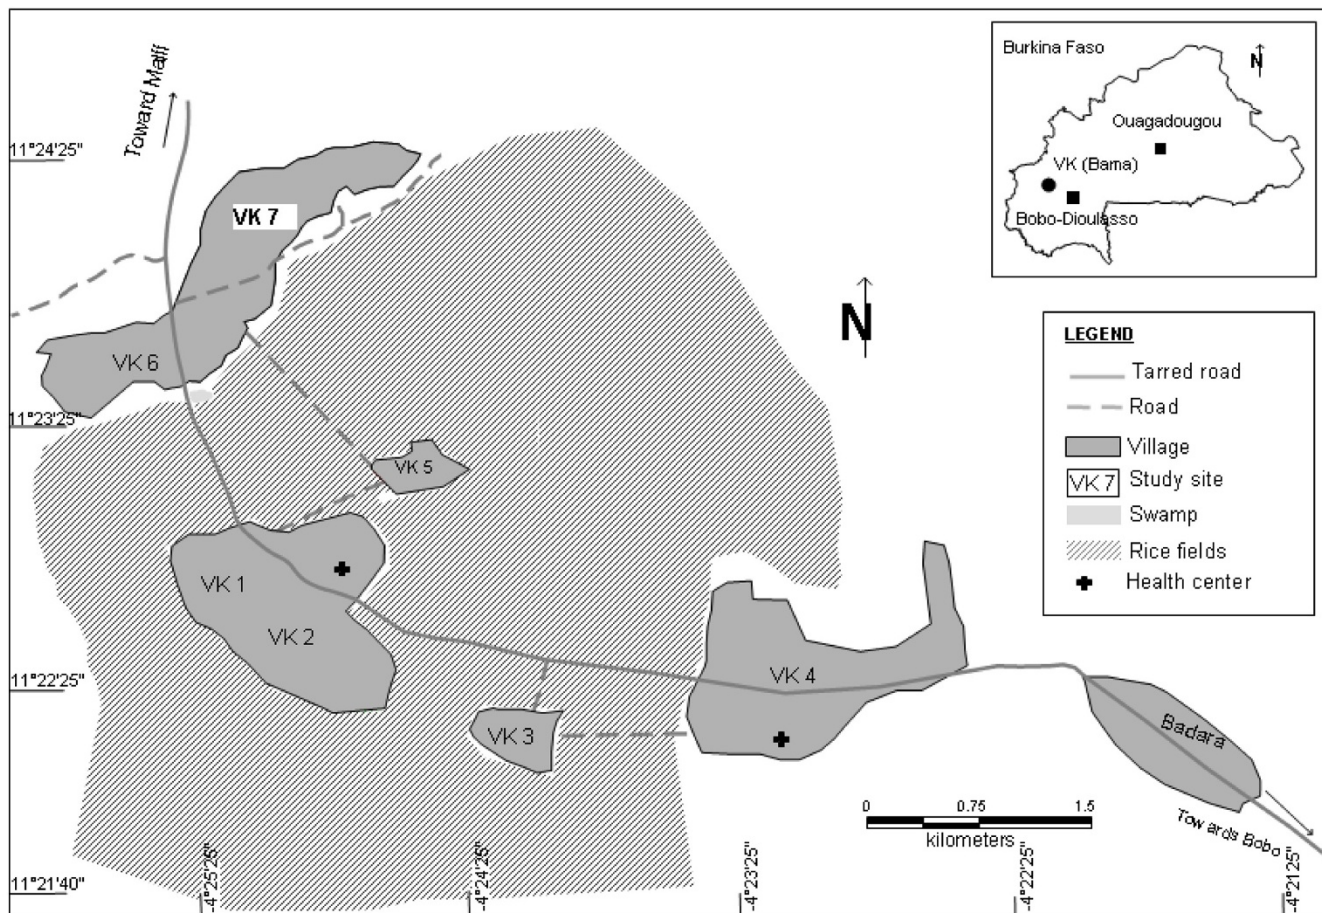 Burkina Faso
N
Ouagadougou
VK (Bama)
Bobo-Dioulasso
11°24'25"
VK 7
N
LEGEND
Tarred road
Road
Village
VK 7 Study site
Swamp
Rice fields
Health center
VK 6
11°23'25"
VK 5
VK 1
VK 2
11°22'25"
VK 4
VK 3
Badara
0 0.75 1.5
kilometers
Towards Bobo
11°21'40"
-4°25'25"
-4°24'25"
-4°23'25"
-4°22'25"
-4°21'25"